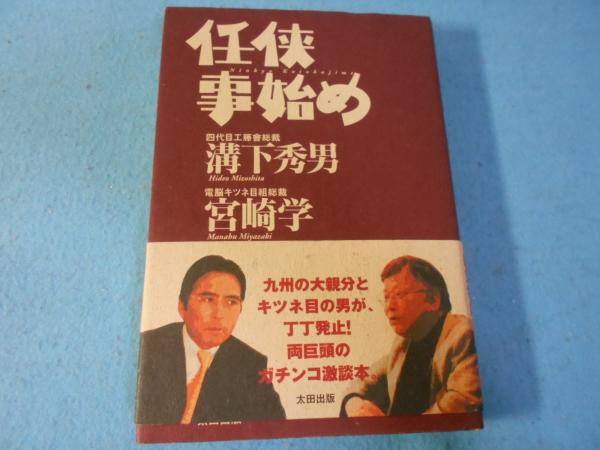 任侠
Ninkyo Kotohajime
事始め
四代目工藤會総裁
溝下秀男
Hideo Mizoshita
電脳キツネ目組総裁
宮崎学
Manabu Miyazaki
九州の大親分と
キツネ目の男が、
丁丁発止!
両巨頭の
ガチンコ激談本。
太田出版